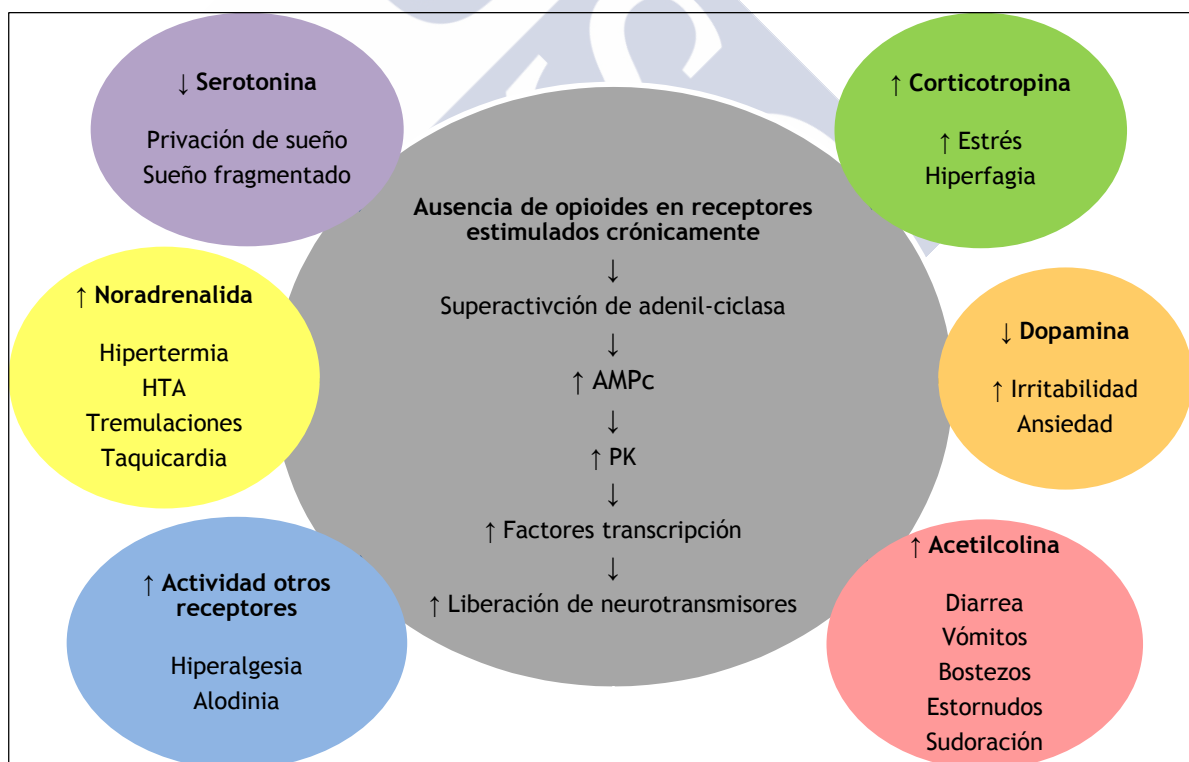 ↓ Serotonina
Privación de sueño
Sueño fragmentado
↑ Corticotropina
↑ Estrés
Hiperfagia
Ausencia de opioides en receptores
estimulados crónicamente
↓
Superactivción de adenil-ciclasa
↓
↑ AMPc
↓
↑ PK
↓
↑ Factores transcripción
↓
↑ Liberación de neurotransmisores
↑ Noradrenalida
Hipertermia
HTA
Tremulaciones
Taquicardia
↓ Dopamina
↑ Irritabilidad
Ansiedad
↑ Actividad otros
receptores
Hiperalgesia
Alodinia
↑ Acetilcolina
Diarrea
Vómitos
Bostezos
Estornudos
Sudoración